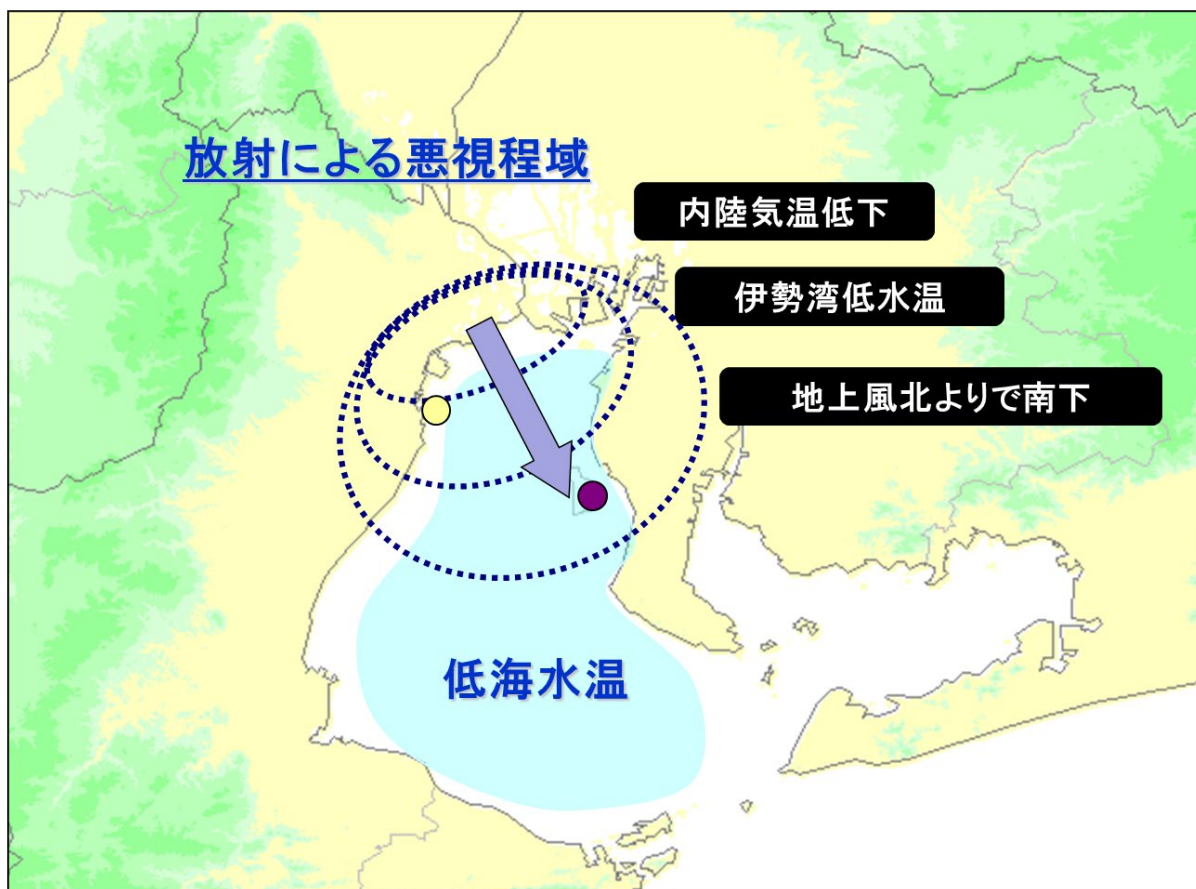 放射による悪視程域
内陸気温低下
伊勢湾低水温
地上風北よりで南下
低海水温